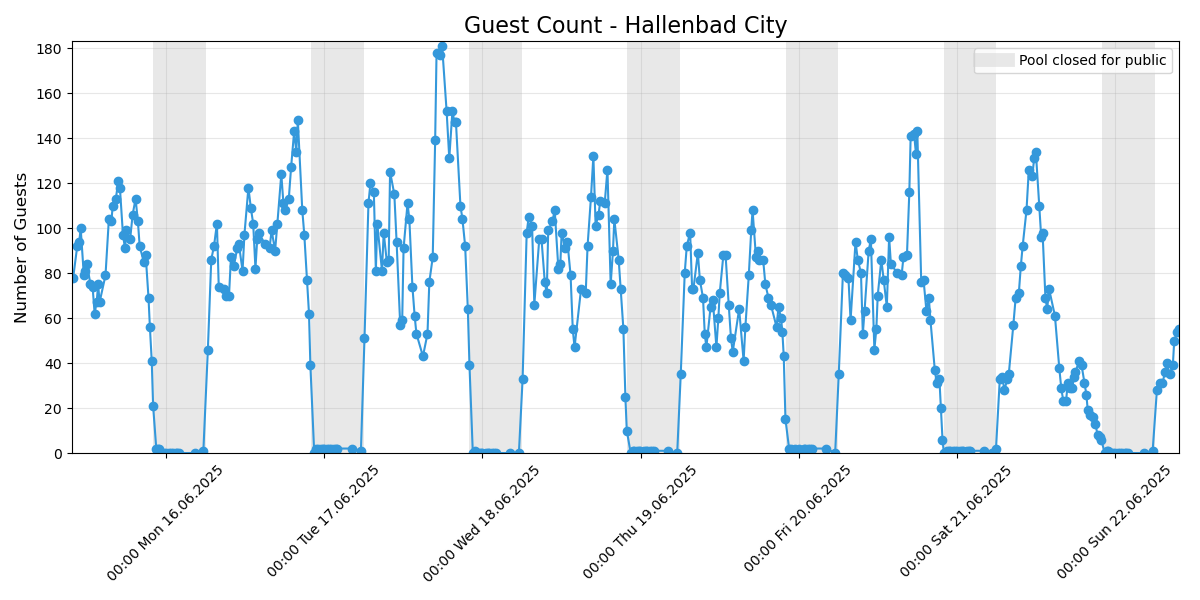 Guest Count - Hallenbad City
Pool closed for public
Number of Guests
180
160
140
120
100
80
60
40
20
0
00:00 Mon 16.06.2025
00:00 Tue 17.06.2025
00:00 Wed 18.06.2025
00:00 Thu 19.06.2025
00:00 Fri 20.06.2025
00:00 Sat 21.06.2025
00:00 Sun 22.06.2025